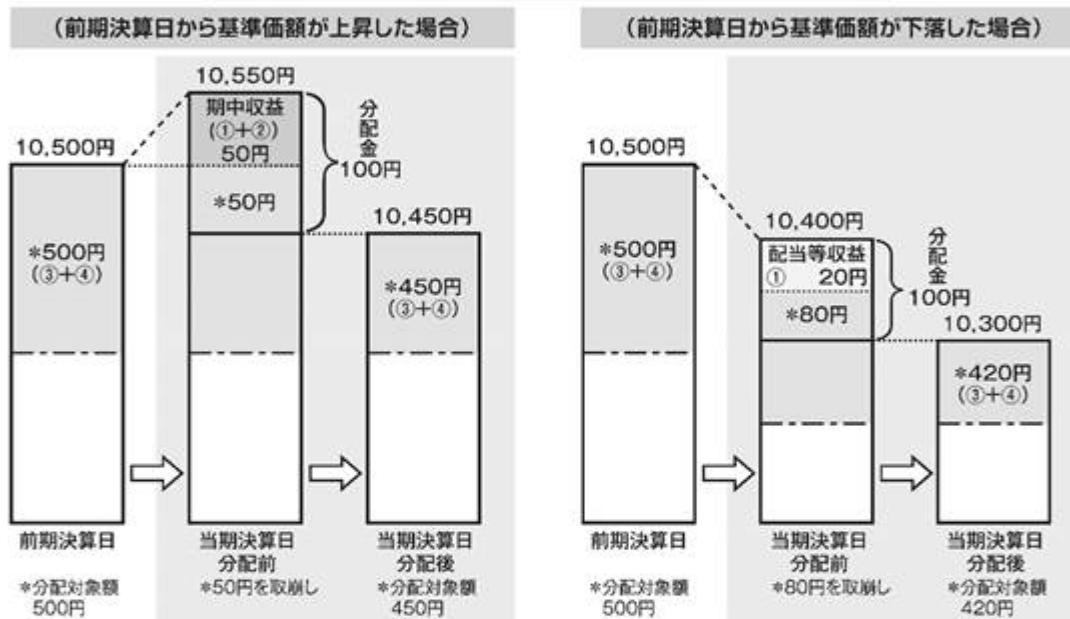 (前期決算日から基準価額が上昇した場合)
10,550円
期中収益
(①+②)
50円
*50円
分配金
100円
10,500円
*500円
(③+④)
10,450円
*450円
(③+④)
前期決算日
*分配対象額
500円
当期決算日
分配前
*50円を取崩し
当期決算日
分配後
*分配対象額
450円
(前期決算日から基準価額が下落した場合)
10,500円
*500円
(③+④)
10,400円
配当等収益
① 20円
*80円
分配金
100円
10,300円
*420円
(③+④)
前期決算日
*分配対象額
500円
当期決算日
分配前
*80円を取崩し
当期決算日
分配後
*分配対象額
420円